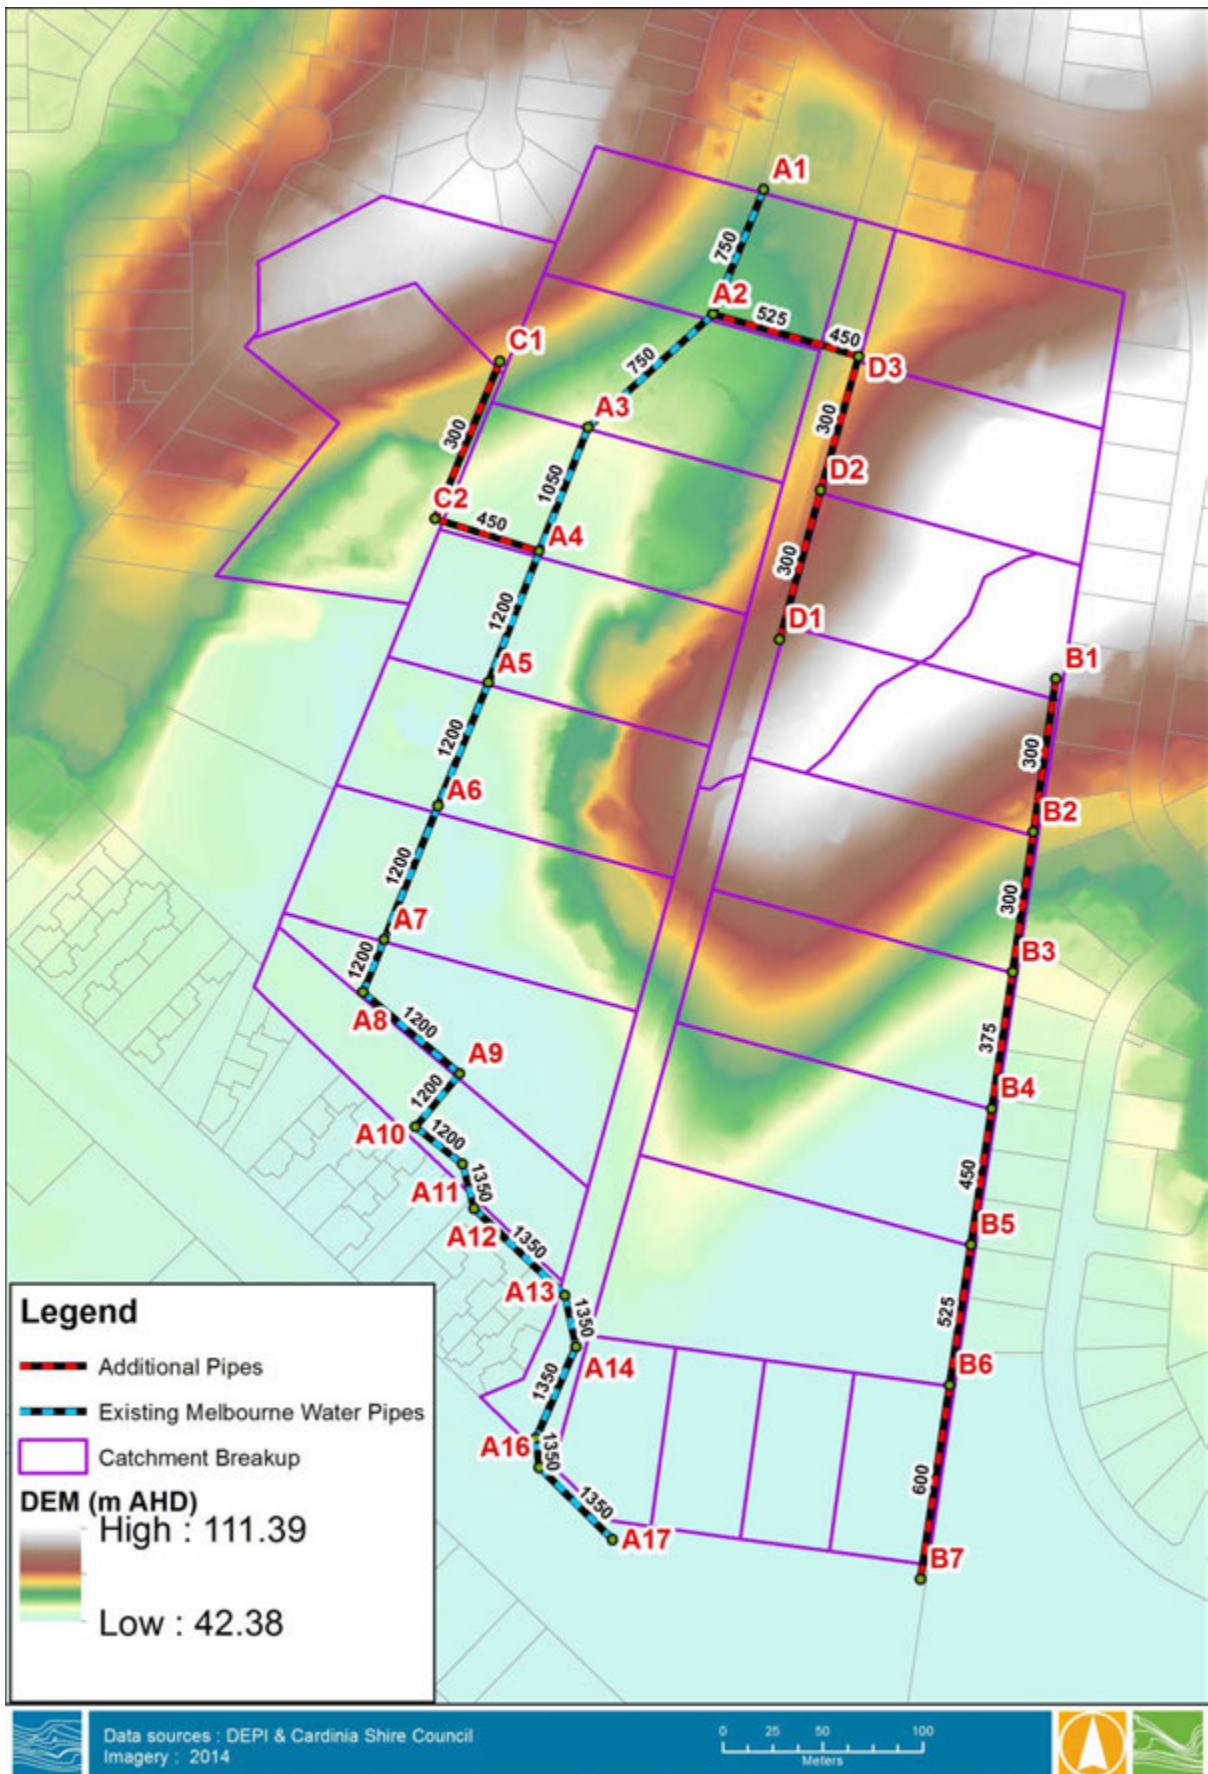 A1
750
A2
525
450
D3
C1
750
A3
300
300
1050
D2
C2
450
A4
300
1200
D1
A5
B1
1200
300
A6
B2
1200
300
A7
B3
1200
A8
1200
375
A9
1200
B4
A10
1200
450
A11
1350
A12
1350
B5
A13
1350
525
A14
B6
1350
A16
1350
600
1350
A17
B7
Legend
Additional Pipes
Existing Melbourne Water Pipes
Catchment Breakup
DEM (m AHD)
High : 111.39
Low : 42.38
Data sources : DEPI & Cardinia Shire Council
Imagery : 2014
0 25 50 100
Meters